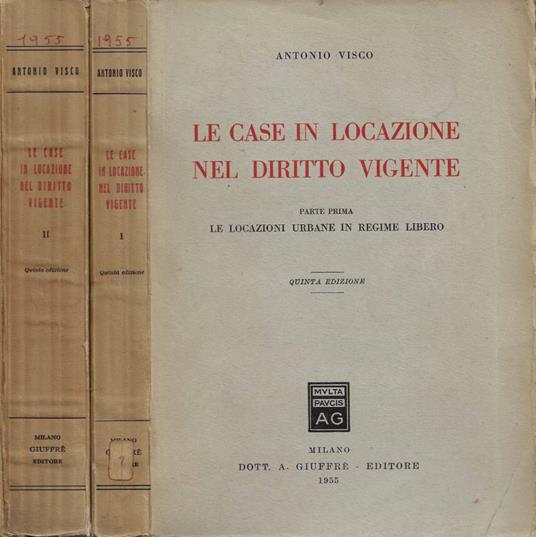 1955
ANTONIO VISCO
LE CASE
IN LOCAZIONE
NEL DIRITTO
VIGENTE
II
Quinta edizione
MILANO
GIUFFRÈ
EDITORE
1955
ANTONIO VISCO
LE CASE
IN LOCAZIONE
NEL DIRITTO
VIGENTE
I
Quinta edizione
MILANO
ANTONIO VISCO
LE CASE IN LOCAZIONE
NEL DIRITTO VIGENTE
PARTE PRIMA
LE LOCAZIONI URBANE IN REGIME LIBERO
QUINTA EDIZIONE
MVLTA
PAVCIS
AG
MILANO
DOTT. A. GIUFFRÈ - EDITORE
1955